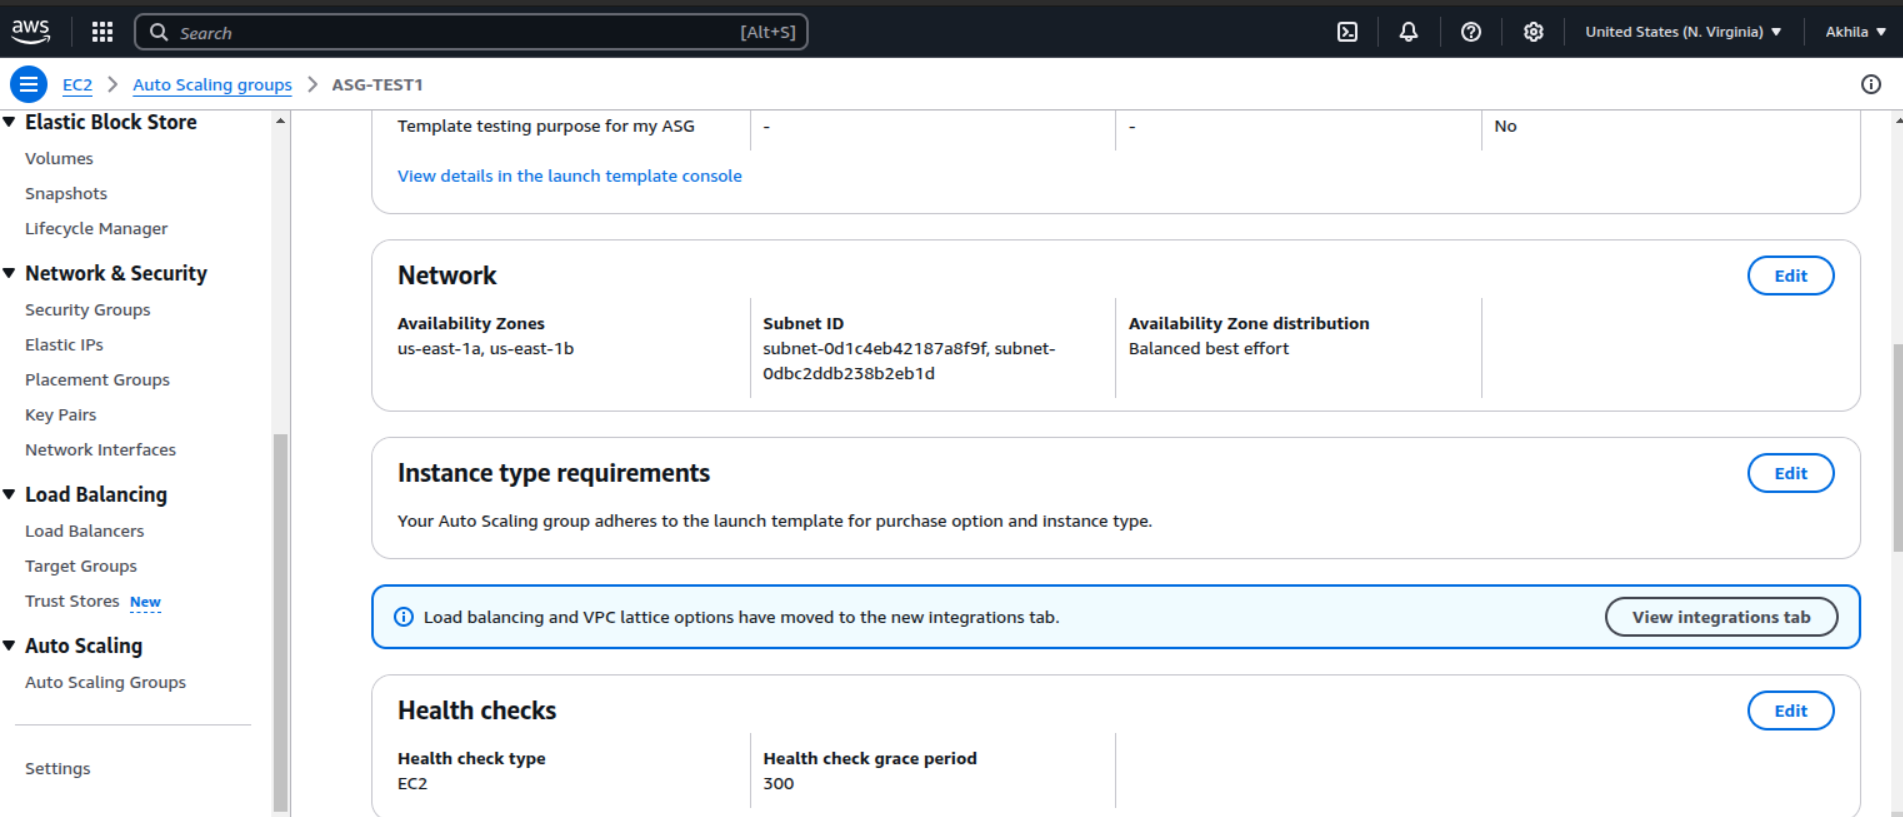 aws
Search [Alt+S]
United States (N. Virginia)
Akhila
EC2 > Auto Scaling groups > ASG-TEST1
Elastic Block Store
Volumes
Snapshots
Lifecycle Manager
Network & Security
Security Groups
Elastic IPs
Placement Groups
Key Pairs
Network Interfaces
Load Balancing
Load Balancers
Target Groups
Trust Stores New
Auto Scaling
Auto Scaling Groups
Settings
Template testing purpose for my ASG - - No
View details in the launch template console
Network Edit
Availability Zones
us-east-1a, us-east-1b
Subnet ID
subnet-0d1c4eb42187a8f9f, subnet-
0dbc2ddb238b2eb1d
Availability Zone distribution
Balanced best effort
Instance type requirements Edit
Your Auto Scaling group adheres to the launch template for purchase option and instance type.
Load balancing and VPC lattice options have moved to the new integrations tab. View integrations tab
Health checks Edit
Health check type
EC2
Health check grace period
300